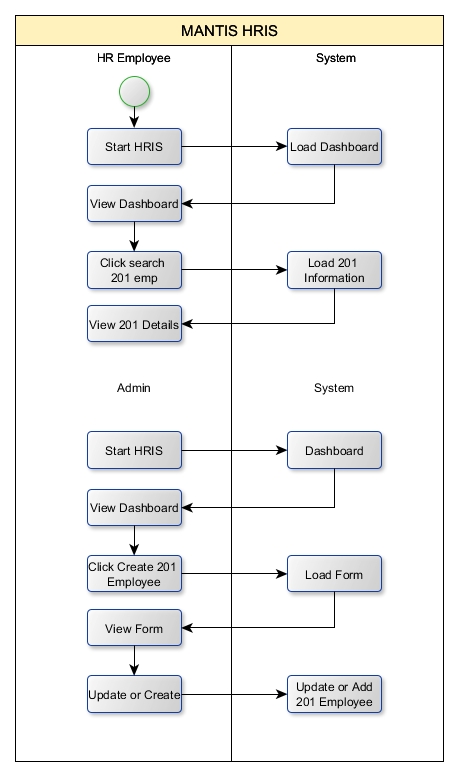 MANTIS HRIS
HR Employee
System
Start HRIS
Load Dashboard
View Dashboard
Click search
201 emp
Load 201
Information
View 201 Details
Admin
System
Start HRIS
Dashboard
View Dashboard
Click Create 201
Employee
Load Form
View Form
Update or Create
Update or Add
201 Employee